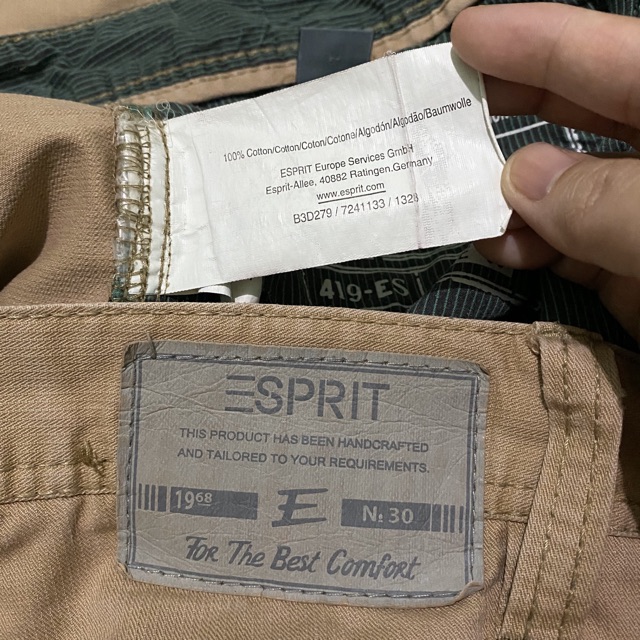 100% Cotton/Cotton/Coton/Cotone/Algodón/Algodão/Baumwolle
ESPRIT Europe Services GmbH
Esprit-Allee, 40882 Ratingen.Germany
www.esprit.com
B3D279 / 7241133 / 1328
419-ES
ESPRIT
THIS PRODUCT HAS BEEN HANDCRAFTED
AND TAILORED TO YOUR REQUIREMENTS.
1968 E No 30
For The Best Comfort